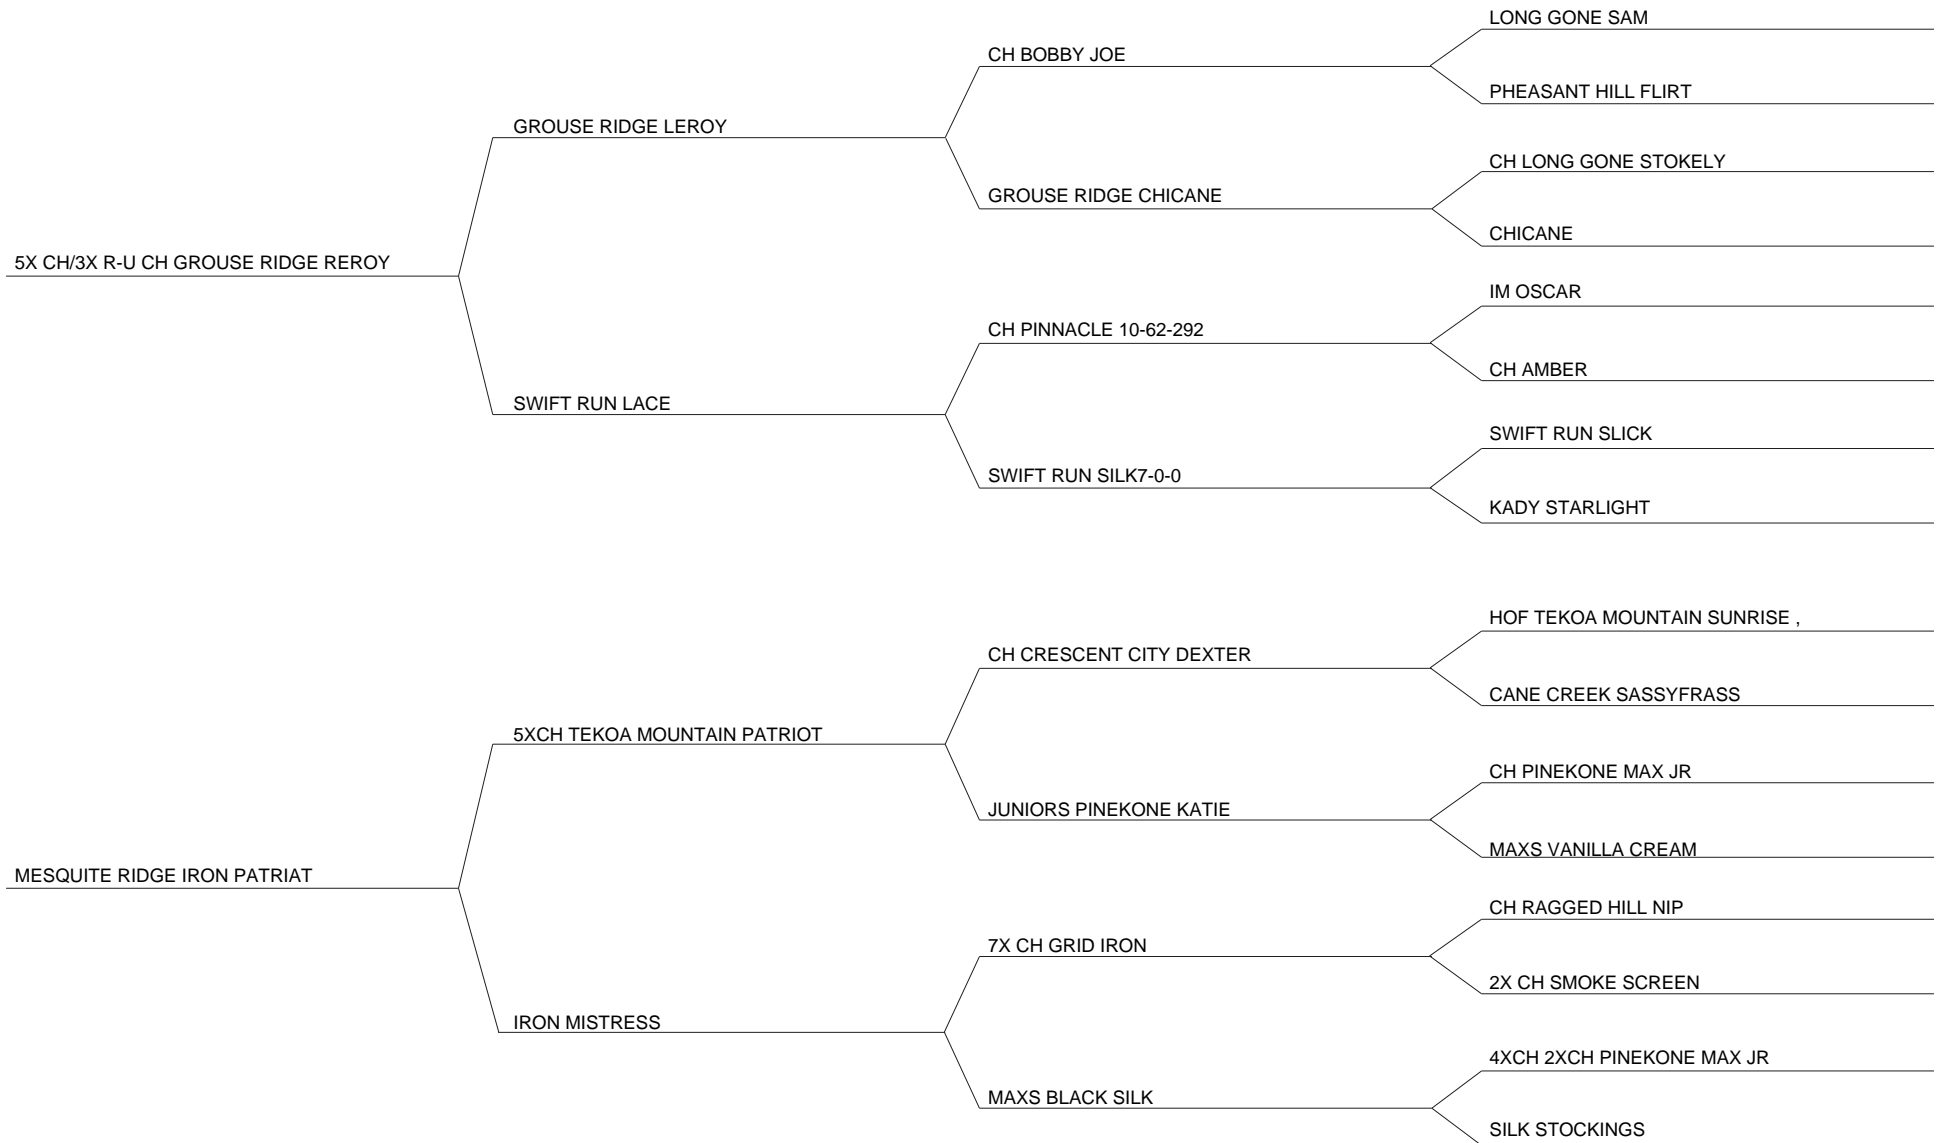 LONG GONE SAM
CH BOBBY JOE
PHEASANT HILL FLIRT
GROUSE RIDGE LEROY
CH LONG GONE STOKELY
GROUSE RIDGE CHICANE
CHICANE
5X CH/3X R-U CH GROUSE RIDGE REROY
IM OSCAR
CH PINNACLE 10-62-292
CH AMBER
SWIFT RUN LACE
SWIFT RUN SLICK
SWIFT RUN SILK7-0-0
KADY STARLIGHT
HOF TEKOA MOUNTAIN SUNRISE ,
CH CRESCENT CITY DEXTER
CANE CREEK SASSYFRASS
5XCH TEKOA MOUNTAIN PATRIOT
CH PINEKONE MAX JR
JUNIORS PINEKONE KATIE
MAXS VANILLA CREAM
MESQUITE RIDGE IRON PATRIAT
CH RAGGED HILL NIP
7X CH GRID IRON
2X CH SMOKE SCREEN
IRON MISTRESS
4XCH 2XCH PINEKONE MAX JR
MAXS BLACK SILK
SILK STOCKINGS